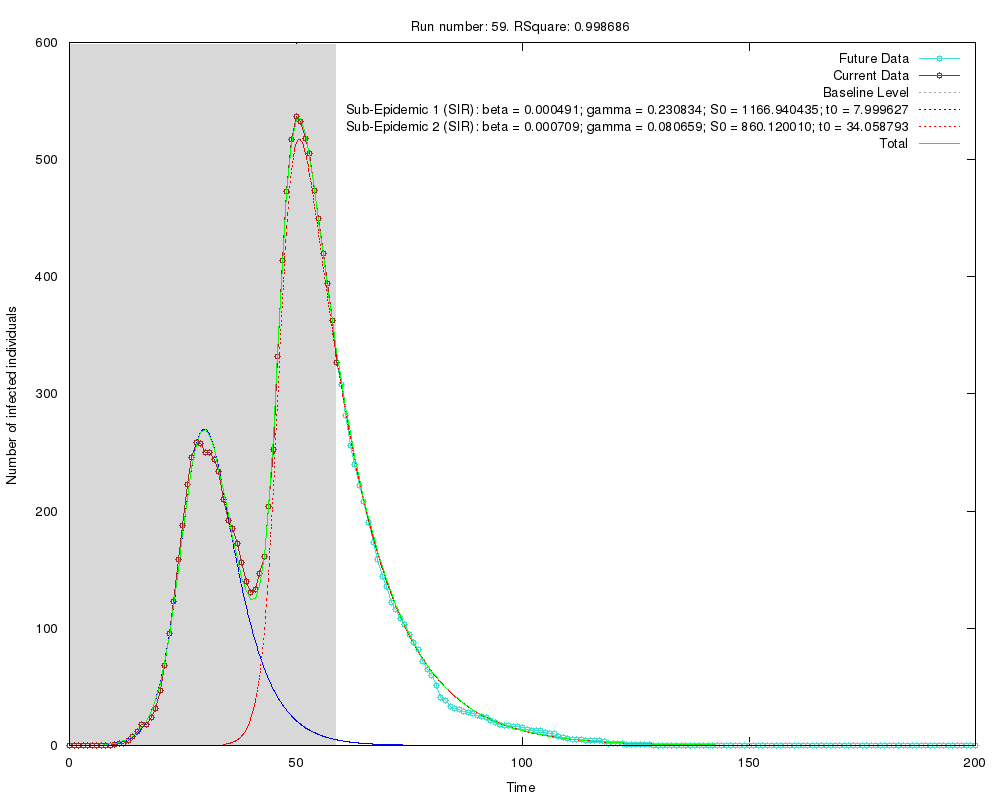 Run number: 59. RSquare: 0.998686
600
500
400
300
200
100
0
Number of infected individuals
Future Data
Current Data
Baseline Level
Sub-Epidemic 1 (SIR): beta = 0.000491; gamma = 0.230834; S0 = 1166.940435; t0 = 7.999627
Sub-Epidemic 2 (SIR): beta = 0.000709; gamma = 0.080659; S0 = 860.120010; t0 = 34.058793
Total
0 50 100 150 200
Time